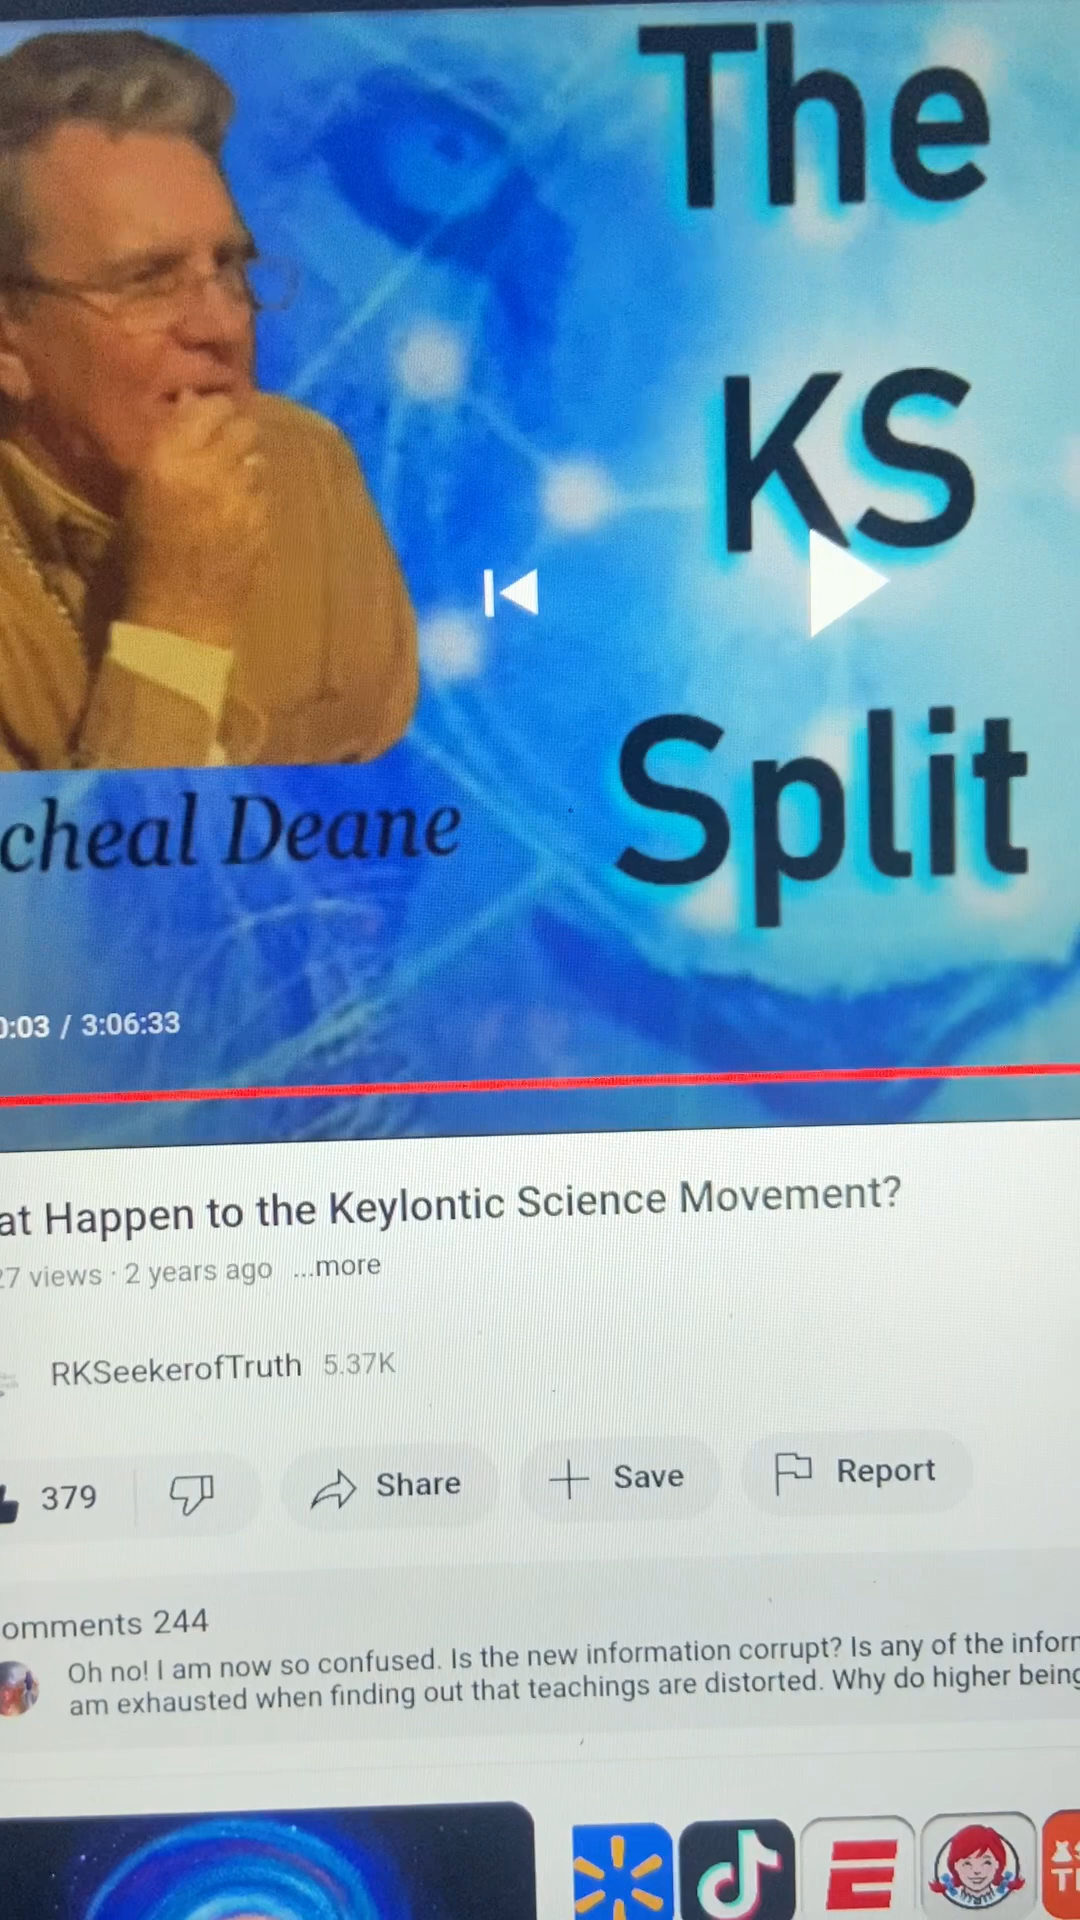 The
KS
Split
cheal Deane
0:03 / 3:06:33
at Happen to the Keylontic Science Movement?
27 views · 2 years ago ...more
RKSeekerofTruth 5.37K
379
Share
Save
Report
omments 244
Oh no! I am now so confused. Is the new information corrupt? Is any of the inforr
am exhausted when finding out that teachings are distorted. Why do higher being